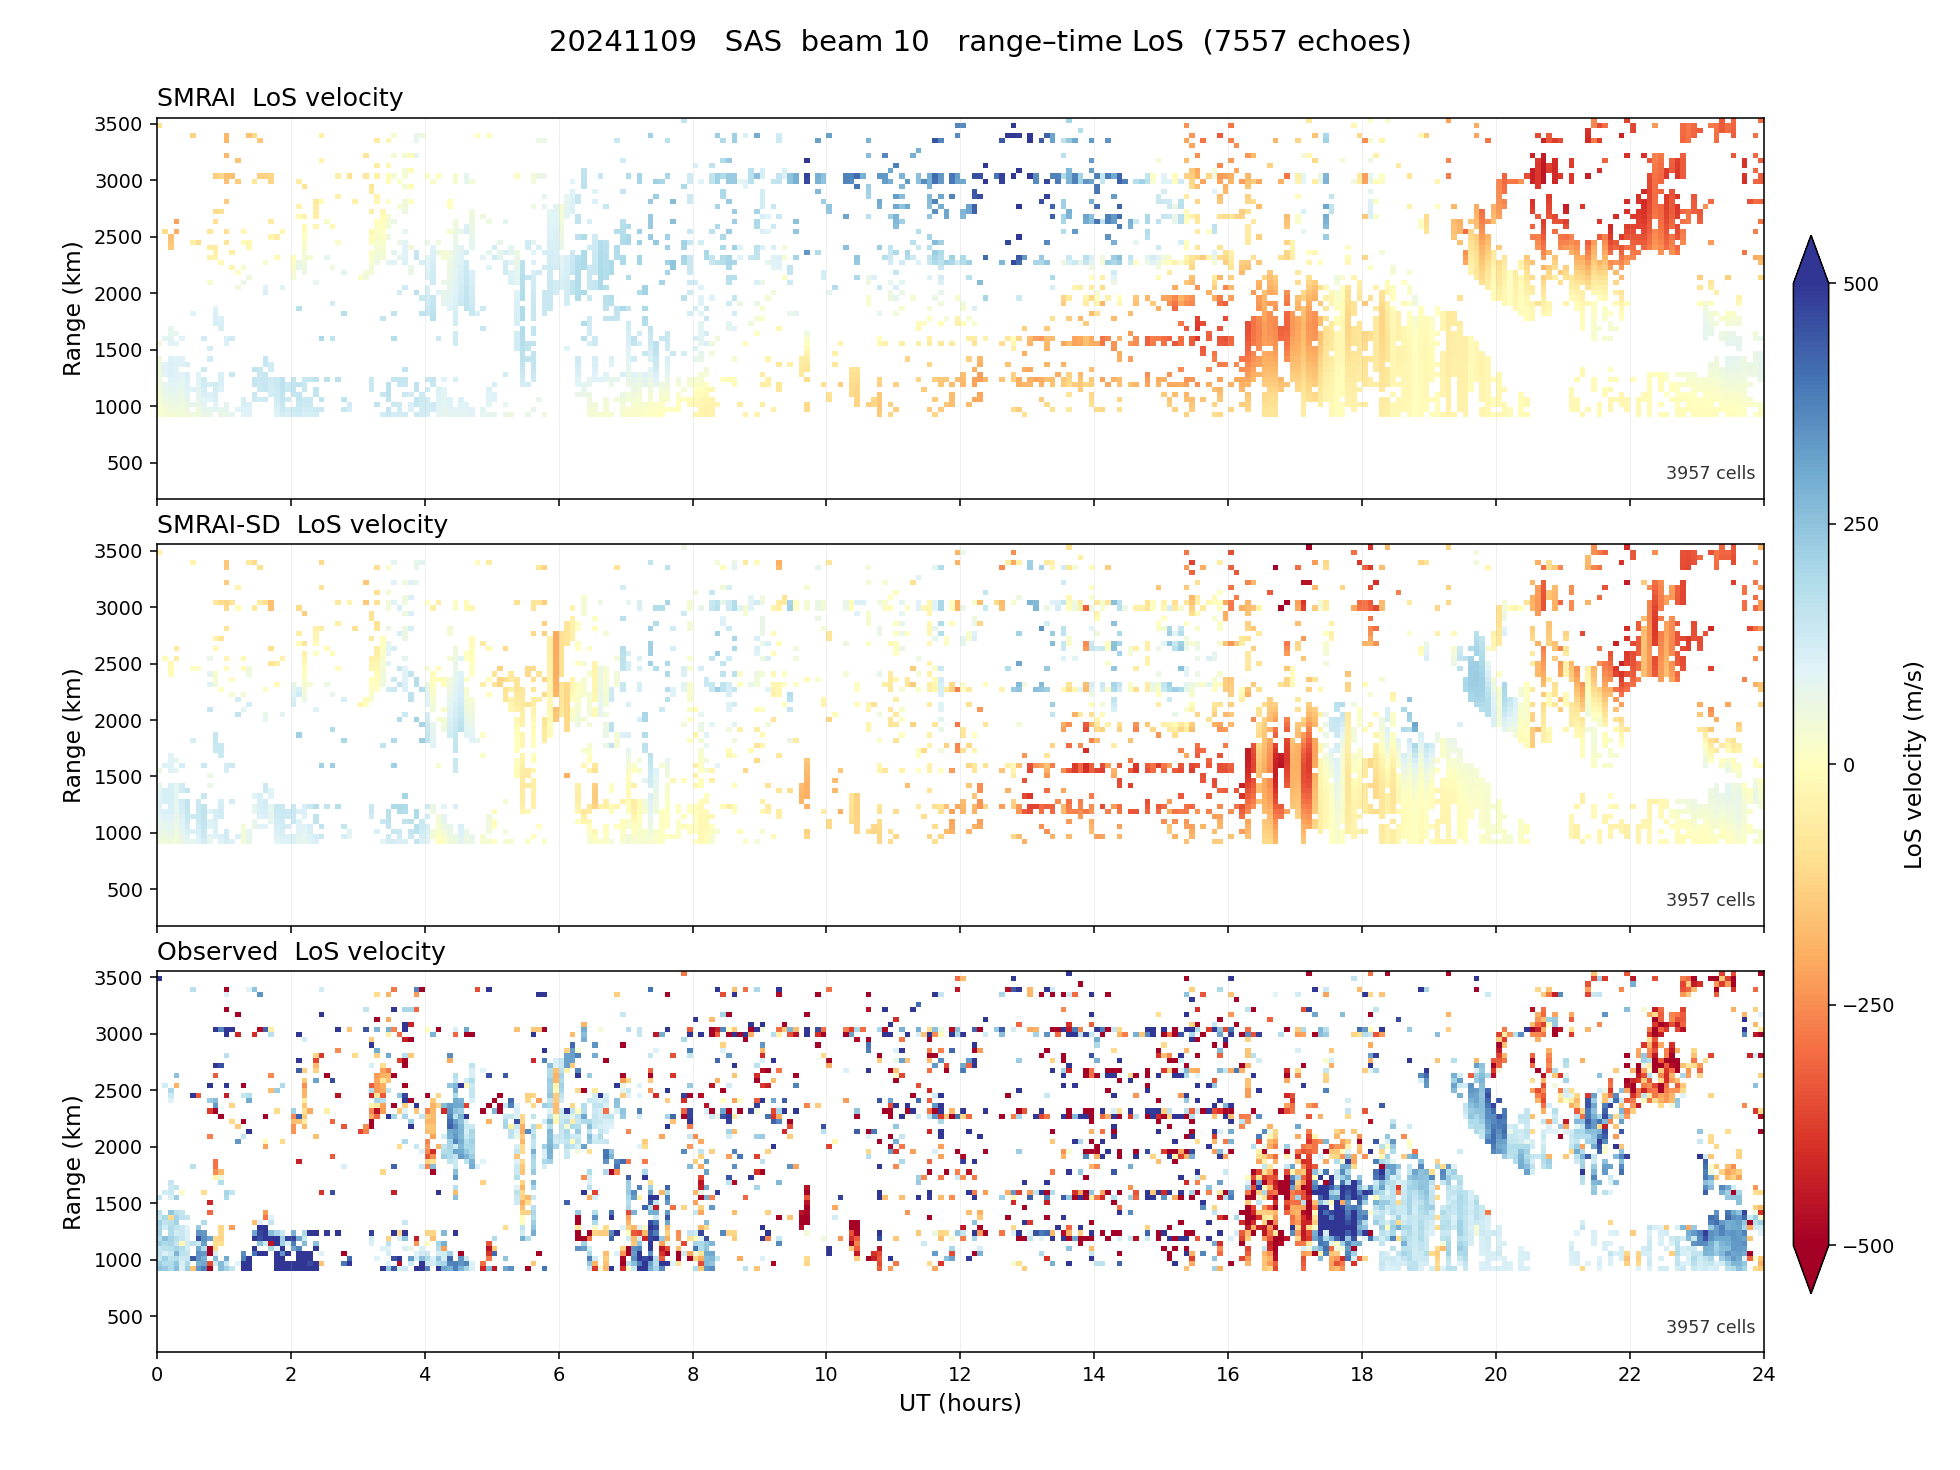 20241109   SAS  beam 10   range–time LoS  (7557 echoes)
SMRAI  LoS velocity
3500
3000
2500
2000
1500
1000
500
Range (km)
3957 cells
SMRAI-SD  LoS velocity
3500
3000
2500
2000
1500
1000
500
Range (km)
3957 cells
Observed  LoS velocity
3500
3000
2500
2000
1500
1000
500
Range (km)
3957 cells
0 2 4 6 8 10 12 14 16 18 20 22 24
UT (hours)
500
250
0
−250
−500
LoS velocity (m/s)